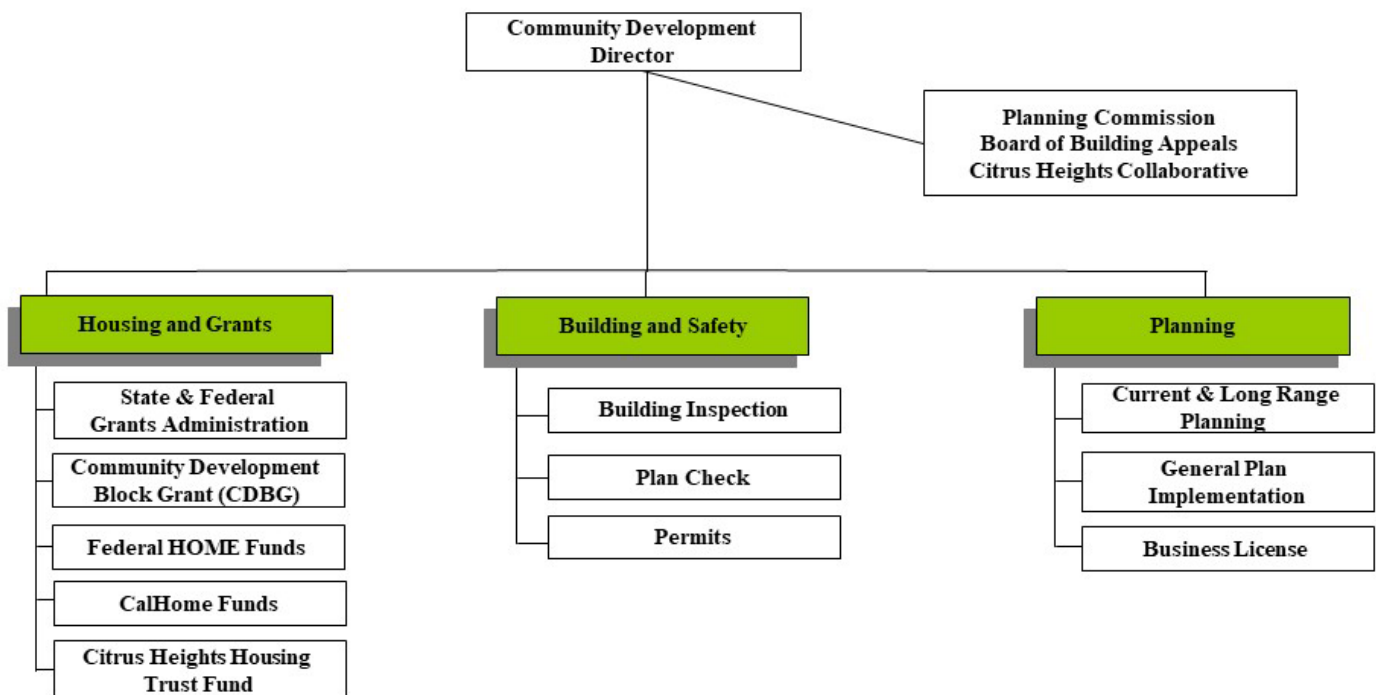 Community Development
Director
Planning Commission
Board of Building Appeals
Citrus Heights Collaborative
Housing and Grants
State & Federal
Grants Administration
Community Development
Block Grant (CDBG)
Federal HOME Funds
CalHome Funds
Citrus Heights Housing
Trust Fund
Building and Safety
Building Inspection
Plan Check
Permits
Planning
Current & Long Range
Planning
General Plan
Implementation
Business License